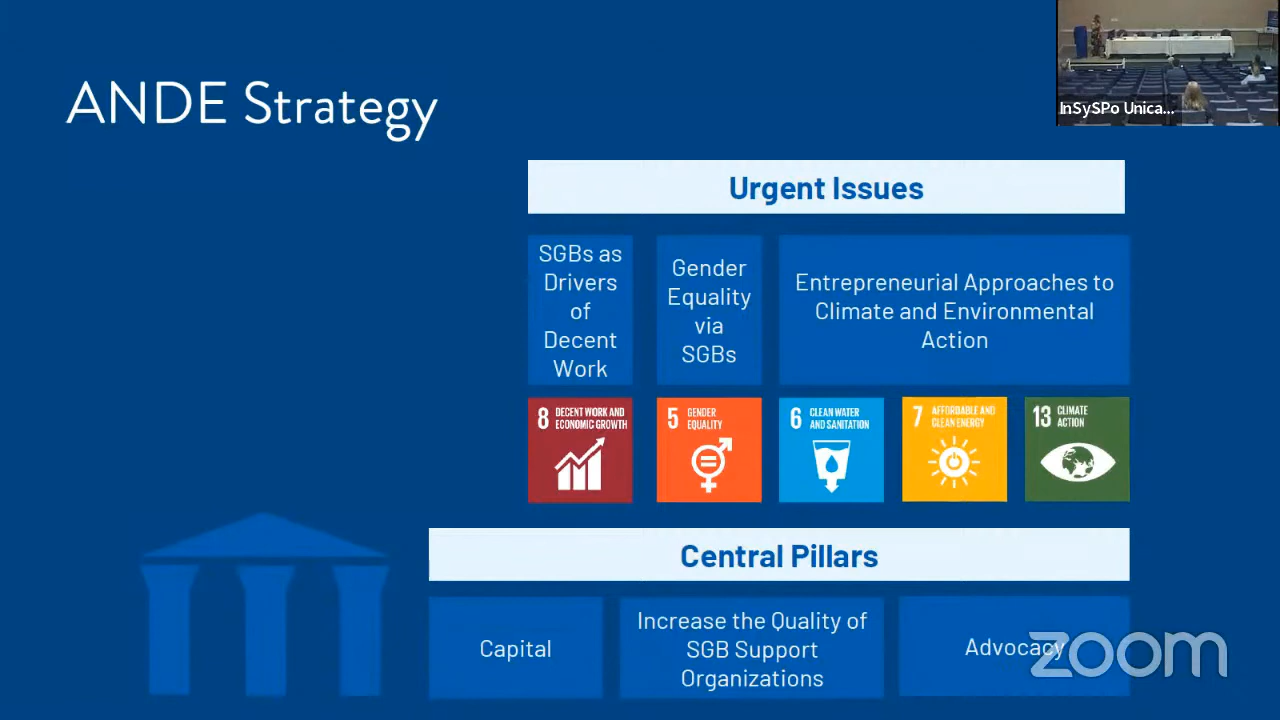 InSySPo Unica...
ANDE Strategy
Urgent Issues
SGBs as
Drivers
of
Decent
Work
Gender
Equality
via
SGBs
Entrepreneurial Approaches to
Climate and Environmental
Action
8 DECENT WORK AND
ECONOMIC GROWTH
5 GENDER
EQUALITY
6 CLEAN WATER
AND SANITATION
7 AFFORDABLE AND
CLEAN ENERGY
13 CLIMATE
ACTION
Central Pillars
Capital
Increase the Quality of
SGB Support
Organizations
Advocacy
zoom